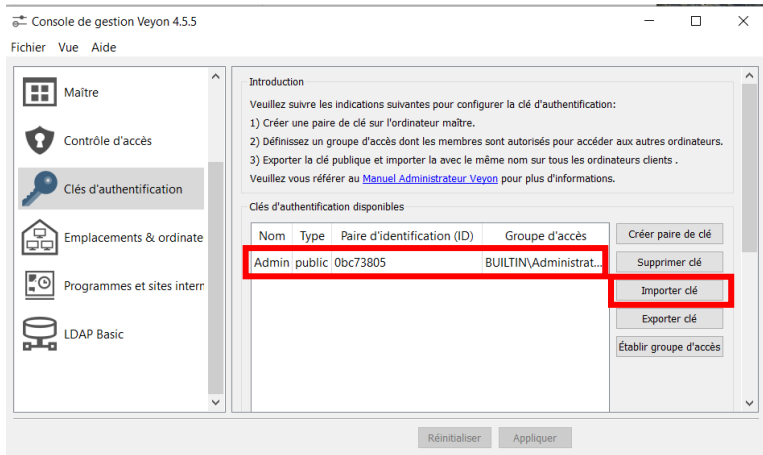 Console de gestion Veyon 4.5.5
Fichier Vue Aide
Maître
Contrôle d'accès
Clés d'authentification
Emplacements & ordinate
Programmes et sites interr
LDAP Basic
Introduction
Veuillez suivre les indications suivantes pour configurer la clé d'authentification:
1) Créer une paire de clé sur l'ordinateur maître.
2) Définissez un groupe d'accès dont les membres sont autorisés pour accéder aux autres ordinateurs.
3) Exporter la clé publique et importer la avec le même nom sur tous les ordinateurs clients .
Veuillez vous référer au Manuel Administrateur Veyon pour plus d'informations.
Clés d'authentification disponibles
Nom Type Paire d'identification (ID) Groupe d'accès
Admin public 0bc73805 BUILTIN\Administrat...
Créer paire de clé
Supprimer clé
Importer clé
Exporter clé
Établir groupe d'accès
Réinitialiser Appliquer